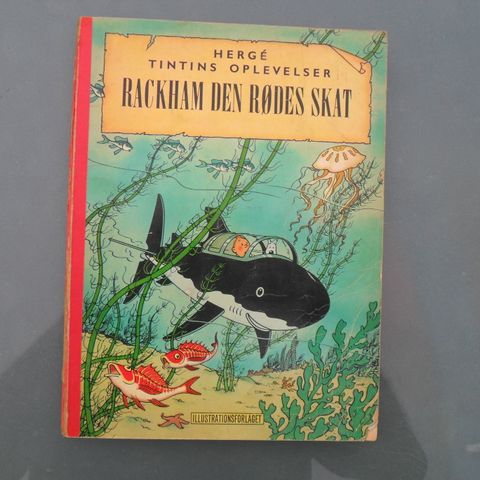 HERGÉ
TINTINS OPLEVELSER
RACKHAM DEN RØDES SKAT
ILLUSTRATIONSFORLAGET